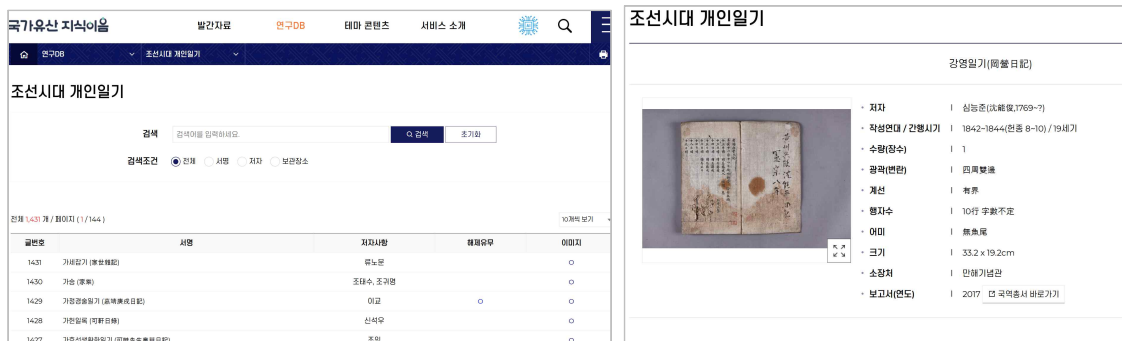 국가유산 지식이음
발간자료 연구DB 테마 콘텐츠 서비스 소개
연구DB 조선시대 개인일기
조선시대 개인일기
검색 검색어를 입력하세요. 검색 초기화
검색조건 전체 서명 저자 보관장소
전체 1,431 개 / 페이지 ( 1 / 144 ) 10개씩 보기
글번호 서명 저자사항 해제유무 이미지
1431 가세잡기 (家世雜記) 류노문 O
1430 가승 (家乘) 조태수, 조귀명 O
1429 가정경술일기 (嘉靖庚戌日記) 이교 O O
1428 가헌일록 (可軒日錄) 신석우 O
1427 조익 O
조선시대 개인일기
강영일기(岡營日記)
저자 심능준(沈能俊,1769~?)
작성연대 / 간행시기 1842~1844(헌종 8~10) / 19세기
수량(장수) 1
광곽(변란) 四周雙邊
계선 有界
행자수 10行 字數不定
어미 無魚尾
크기 33.2 x 19.2cm
소장처 만해기념관
보고서(연도) 2017 국역총서 바로가기